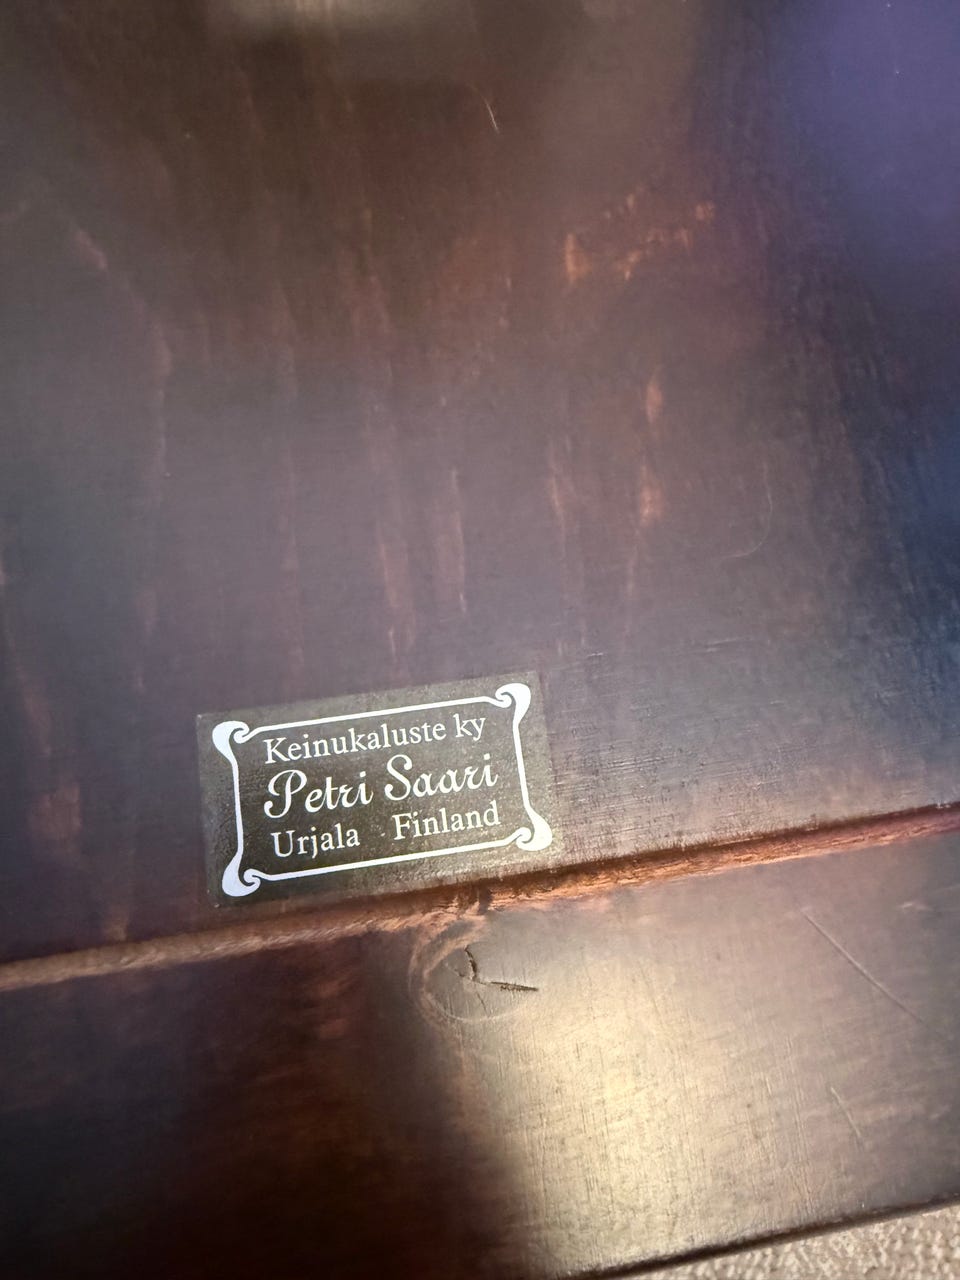 Keinukaluste ky
Petri Saari
Urjala Finland